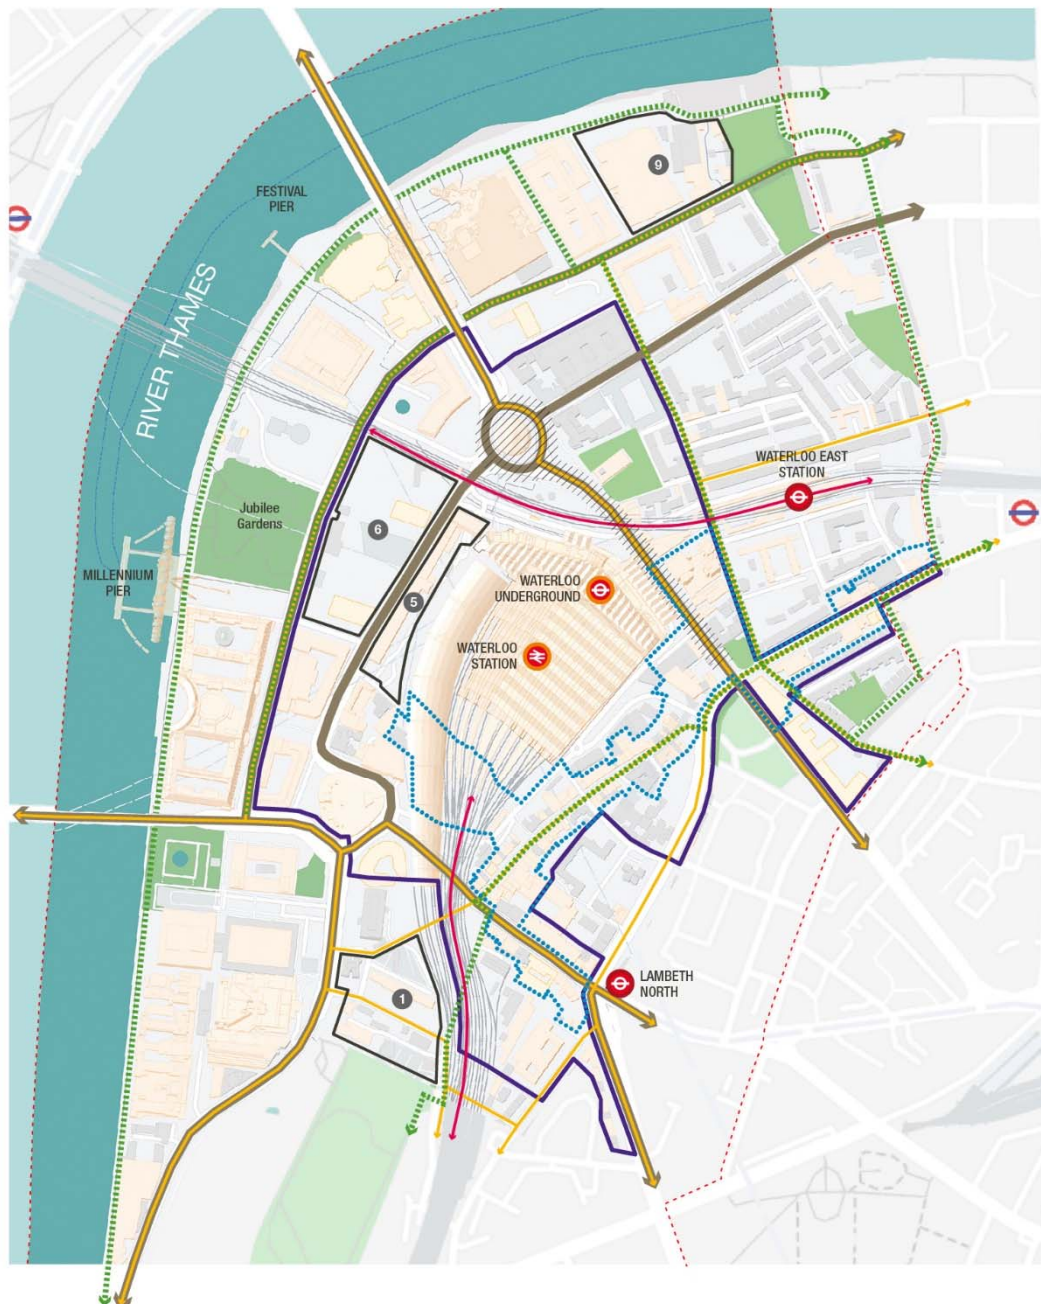 9
FESTIVAL
PIER
RIVER THAMES
WATERLOO EAST
STATION
Jubilee
Gardens
6
MILLENNIUM
PIER
WATERLOO
UNDERGROUND
5
WATERLOO
STATION
LAMBETH
NORTH
1